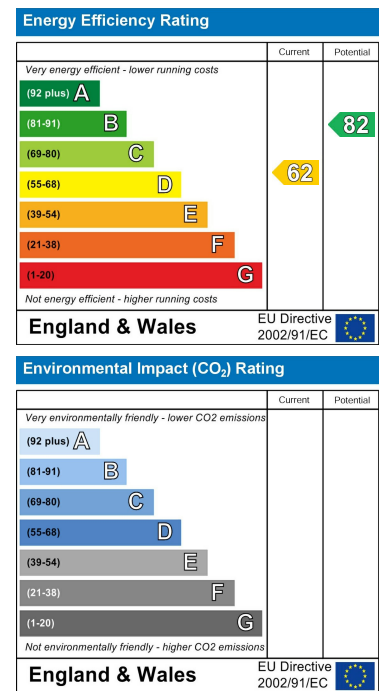 Energy Efficiency Rating
Current Potential
Very energy efficient - lower running costs
(92 plus) A
(81-91) B
82
(69-80) C
62
(55-68) D
(39-54) E
(21-38) F
(1-20) G
Not energy efficient - higher running costs
England & Wales
EU Directive
2002/91/EC
Environmental Impact (CO₂) Rating
Current Potential
Very environmentally friendly - lower CO2 emissions
(92 plus) A
(81-91) B
(69-80) C
(55-68) D
(39-54) E
(21-38) F
(1-20) G
Not environmentally friendly - higher CO2 emissions
England & Wales
EU Directive
2002/91/EC